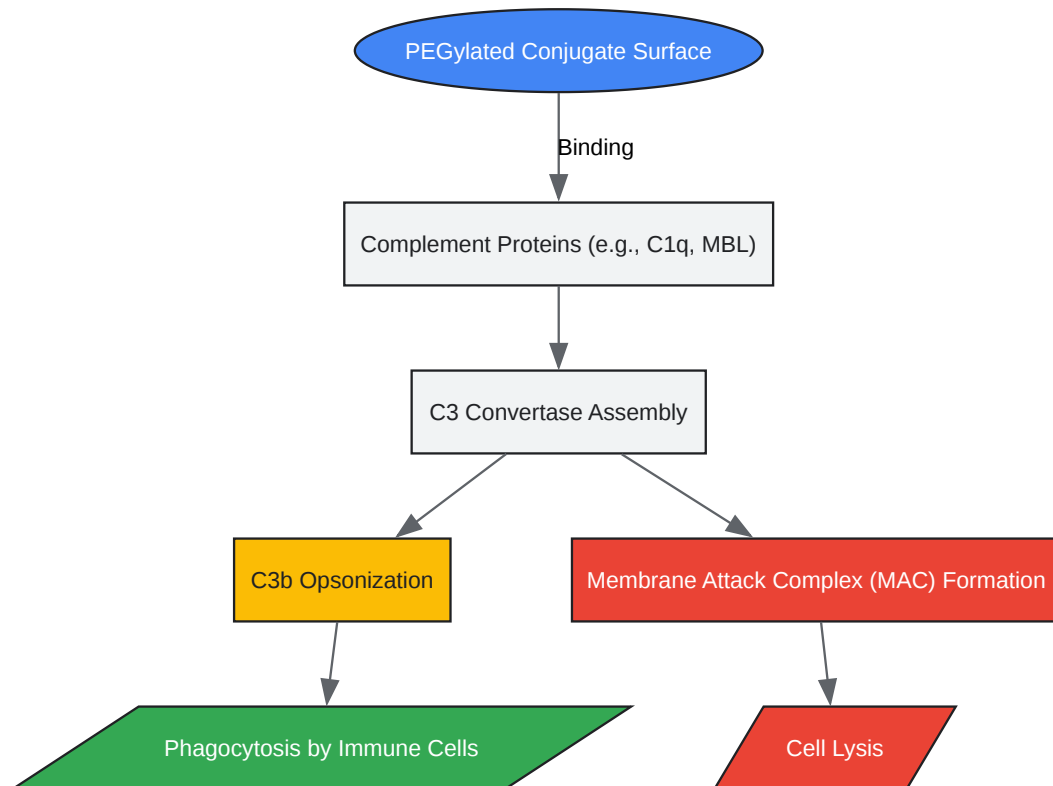 PEGylated Conjugate Surface
Binding
Complement Proteins (e.g., C1q, MBL)
C3 Convertase Assembly
C3b Opsonization
Membrane Attack Complex (MAC) Formation
Phagocytosis by Immune Cells
Cell Lysis